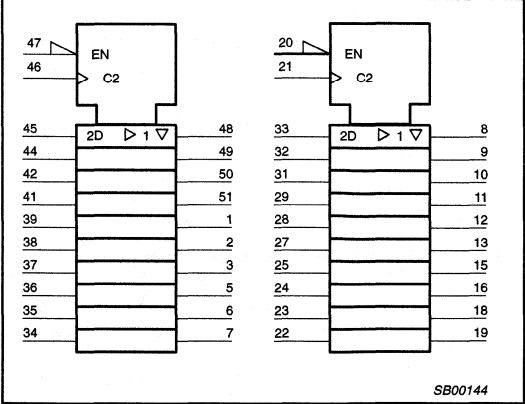 47 EN 20 EN
46 C2 21 C2
45 2D 1 48 33 2D 1 8
44 49 32 9
42 50 31 10
41 51 29 11
39 1 28 12
38 2 27 13
37 3 25 15
36 5 24 16
35 6 23 18
34 7 22 19
SB00144